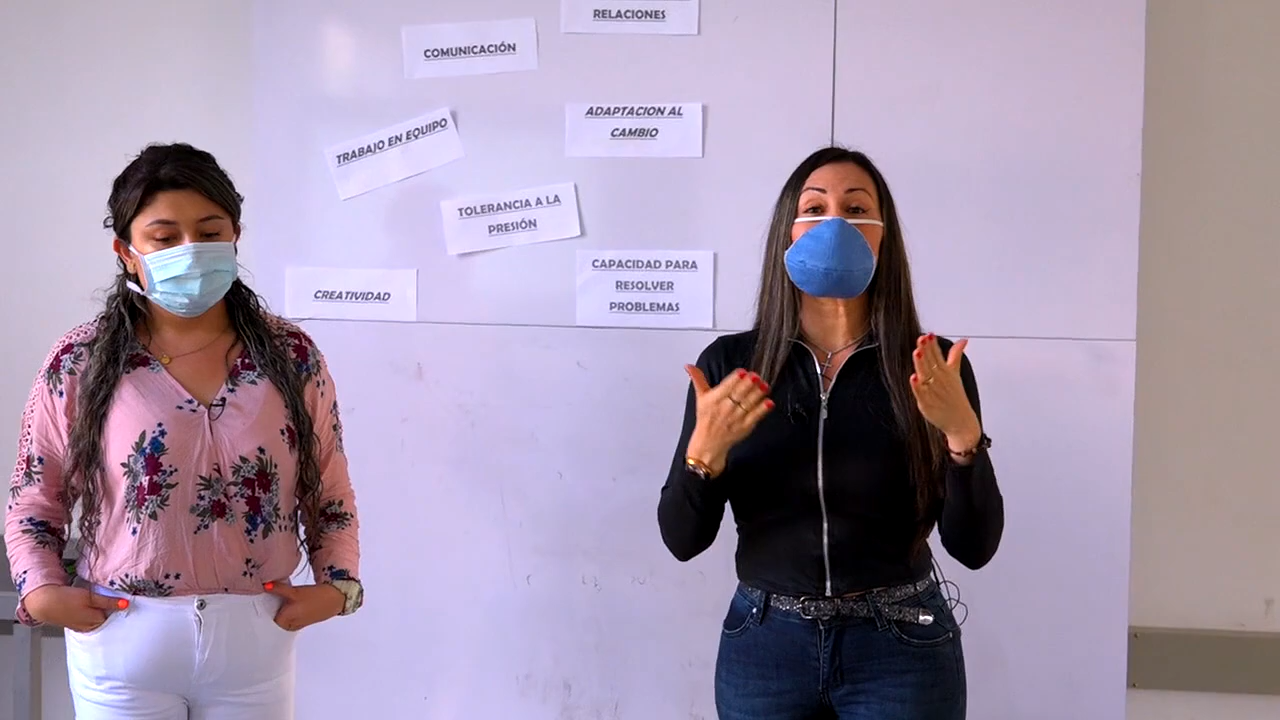 RELACIONES
COMUNICACIÓN
ADAPTACION AL
CAMBIO
TRABAJO EN EQUIPO
TOLERANCIA A LA
PRESIÓN
CAPACIDAD PARA
RESOLVER
PROBLEMAS
CREATIVIDAD